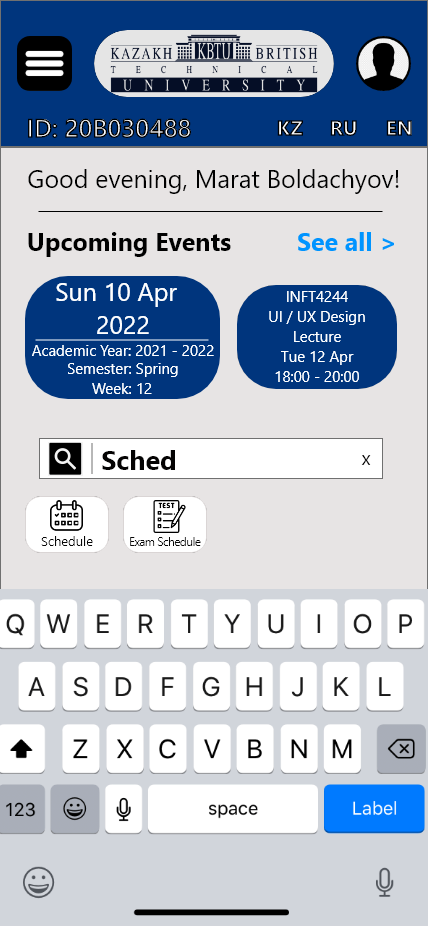 KAZAKH KBTU BRITISH
TECHNICAL
UNIVERSITY
ID: 20B030488 KZ RU EN
Good evening, Marat Boldachyov!
Upcoming Events See all >
Sun 10 Apr
2022
Academic Year: 2021 - 2022
Semester: Spring
Week: 12
INFT4244
UI / UX Design
Lecture
Tue 12 Apr
18:00 - 20:00
Sched x
Schedule
TEST
Exam Schedule
Q W E R T Y U I O P
A S D F G H J K L
Z X C V B N M
123 space Label